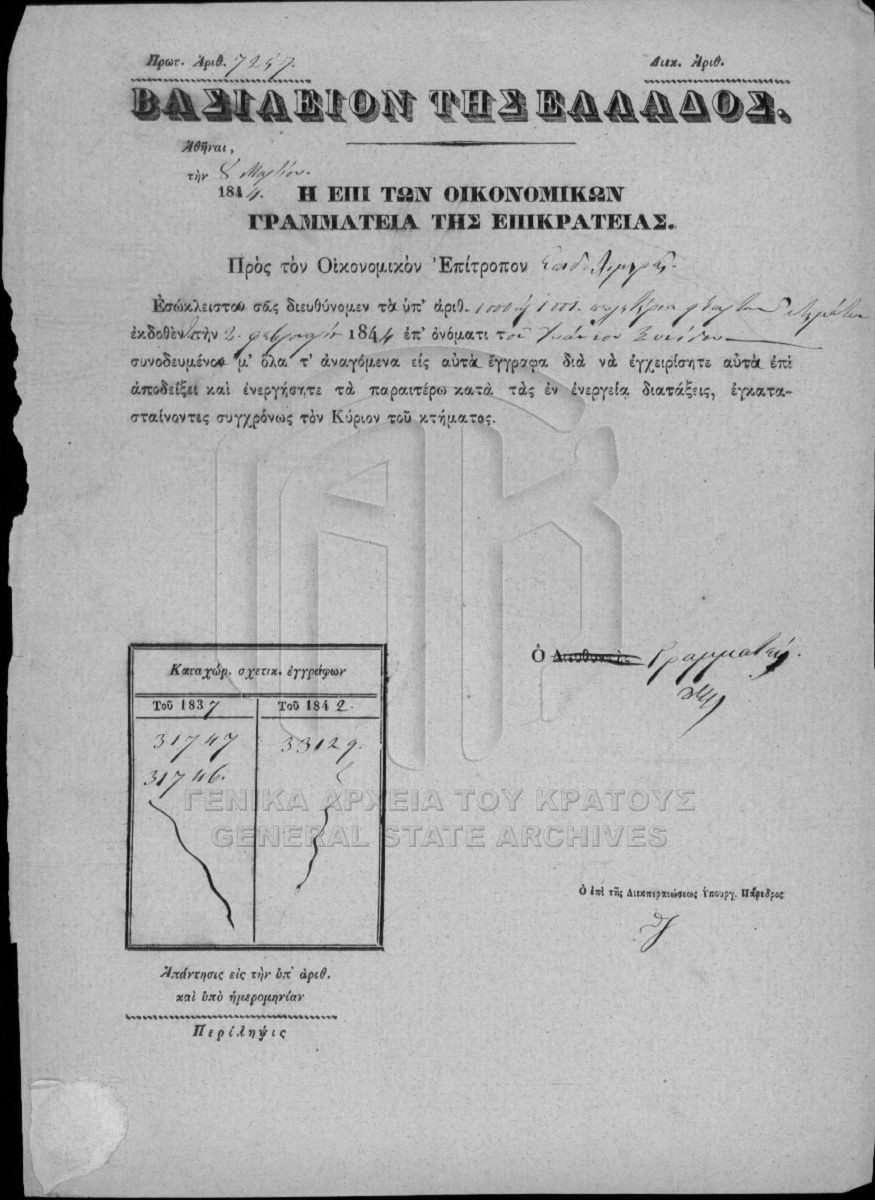 Πρωτ. Ἀριθ. 7257.
Διεκ. Ἀριθ.
ΒΑΣΙΛΕΙΟΝ ΤΗΣ ΕΛΛΑΔΟΣ.
Ἀθῆναι,
τὴν 8 Μαρτίου.
1844.
Η ΕΠΙ ΤΩΝ ΟΙΚΟΝΟΜΙΚΩΝ
ΓΡΑΜΜΑΤΕΙΑ ΤΗΣ ΕΠΙΚΡΑΤΕΙΑΣ.
Πρὸς τὸν Οἰκονομικὸν Ἐπίτροπον
Ἐσώκλειστον σᾶς διευθύνομεν τὰ ὑπ' ἀριθ.
ἐκδοθέν τὴν 2. 1844 ἐπ' ὀνόματι τοῦ
συνοδευμένον μ' ὅλα τ' ἀναγόμενα εἰς αὐτὰ ἔγγραφα διὰ νὰ ἐγχειρίσητε αὐτὰ ἐπὶ
ἀποδείξει καὶ ἐνεργήσητε τὰ παραιτέρω κατὰ τὰς ἐν ἐνεργείᾳ διατάξεις, ἐγκατα-
σταίνοντες συγχρόνως τὸν Κύριον τοῦ κτήματος.
Ὁ Διευθυντὴς Γραμματεύς.
Καταχώρ. σχετικ. ἐγγράφων
Τοῦ 1837
Τοῦ 1842.
31747
33129.
31746.
ΓΕΝΙΚΑ ΑΡΧΕΙΑ ΤΟΥ ΚΡΑΤΟΥΣ
GENERAL STATE ARCHIVES
Ὁ ἐπὶ τῆς Διεκπεραιώσεως Ὑπουργ. Πάρεδρος
Ἀπάντησις εἰς τὴν ὑπ' ἀριθ.
καὶ ὑπὸ ἡμερομηνίαν
Περίληψις